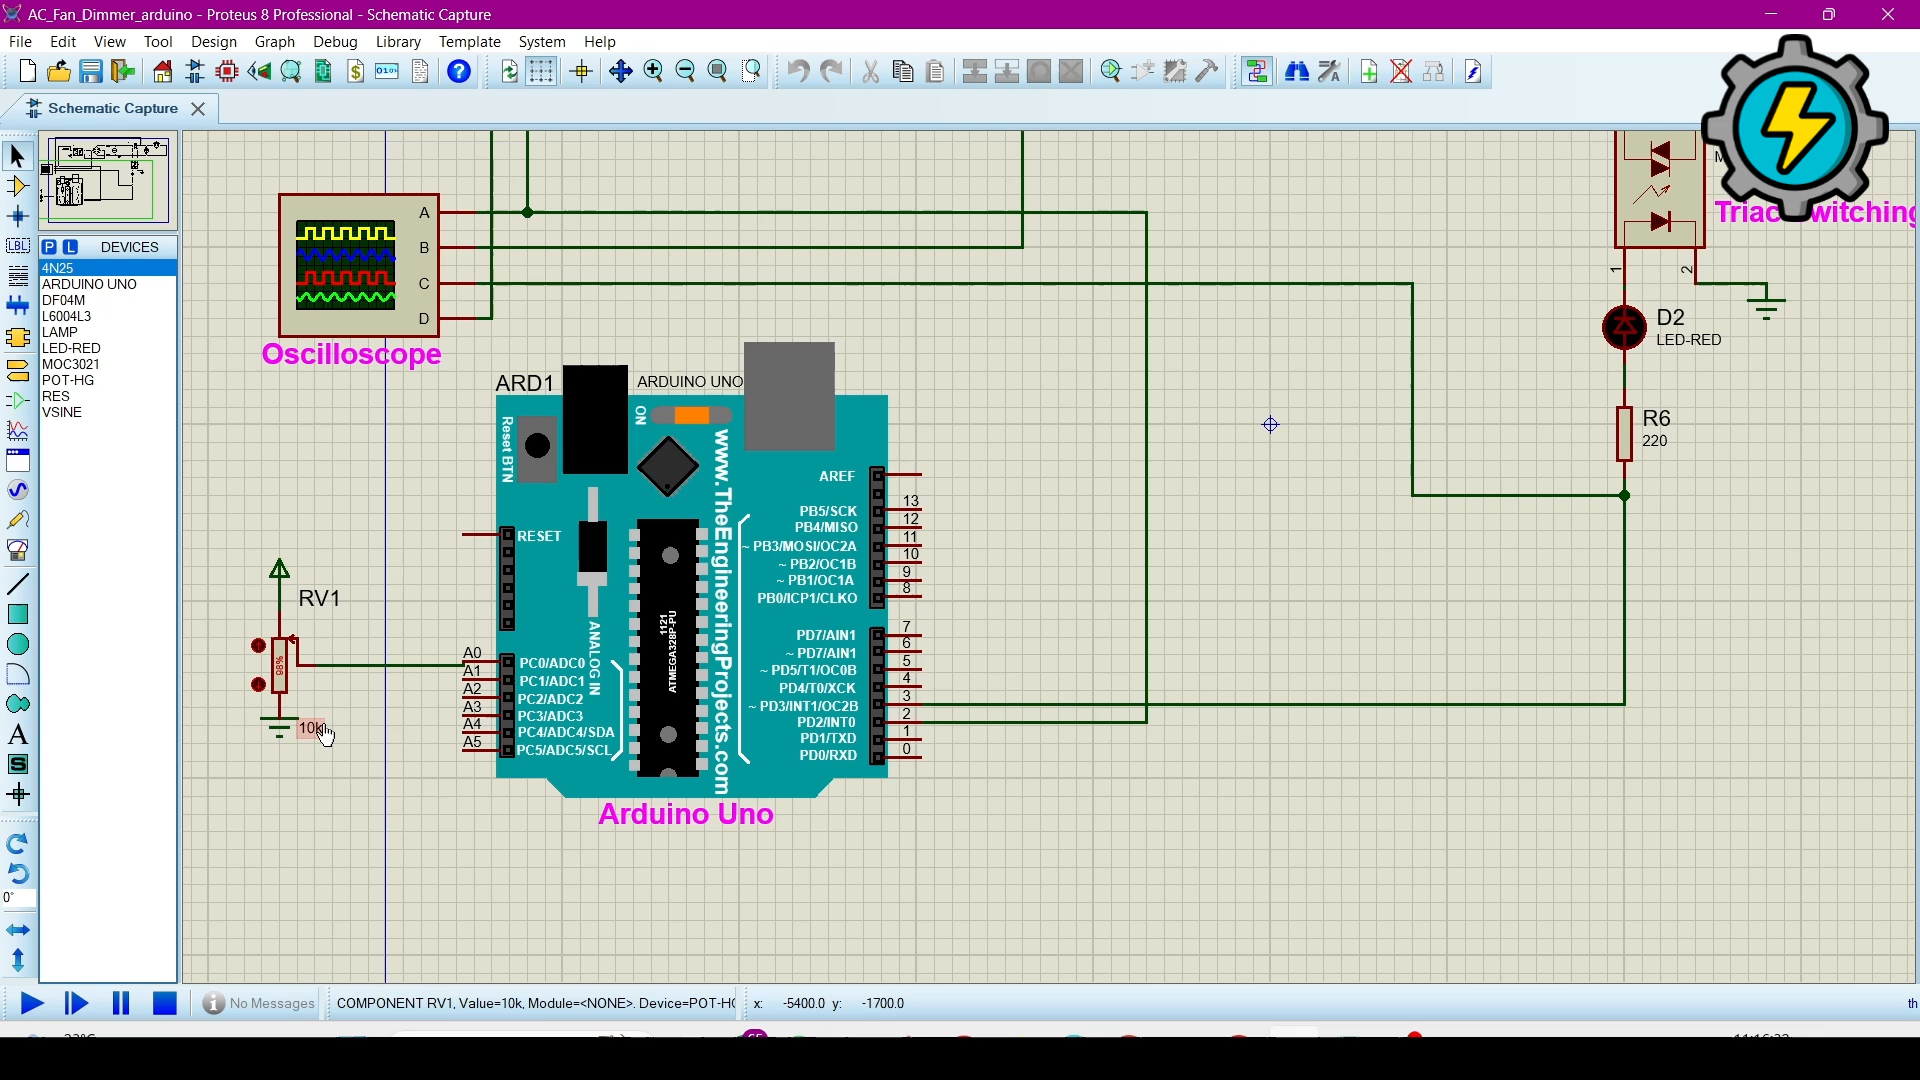 AC_Fan_Dimmer_arduino - Proteus 8 Professional - Schematic Capture
File Edit View Tool Design Graph Debug Library Template System Help
Schematic Capture
P L DEVICES
4N25
ARDUINO UNO
DF04M
L6004L3
LAMP
LED-RED
MOC3021
POT-HG
RES
VSINE
LBL
A
S
0°
A
B
C
D
Oscilloscope
ARD1
ARDUINO UNO
ON
Reset BTN
www.TheEngineeringProjects.com
1121
ATMEGA328P-PU
ANALOG IN
RESET
A0 PC0/ADC0
A1 PC1/ADC1
A2 PC2/ADC2
A3 PC3/ADC3
A4 PC4/ADC4/SDA
A5 PC5/ADC5/SCL
AREF
PB5/SCK 13
PB4/MISO 12
~ PB3/MOSI/OC2A 11
~ PB2/OC1B 10
~ PB1/OC1A 9
PB0/ICP1/CLKO 8
PD7/AIN1 7
~ PD7/AIN1 6
~ PD5/T1/OC0B 5
PD4/T0/XCK 4
~ PD3/INT1/OC2B 3
PD2/INT0 2
PD1/TXD 1
PD0/RXD 0
Arduino Uno
RV1
98%
10k
1
2
D2
LED-RED
R6
220
No Messages
COMPONENT RV1, Value=10k, Module=<NONE>, Device=POT-H
x: -5400.0 y: -1700.0
th